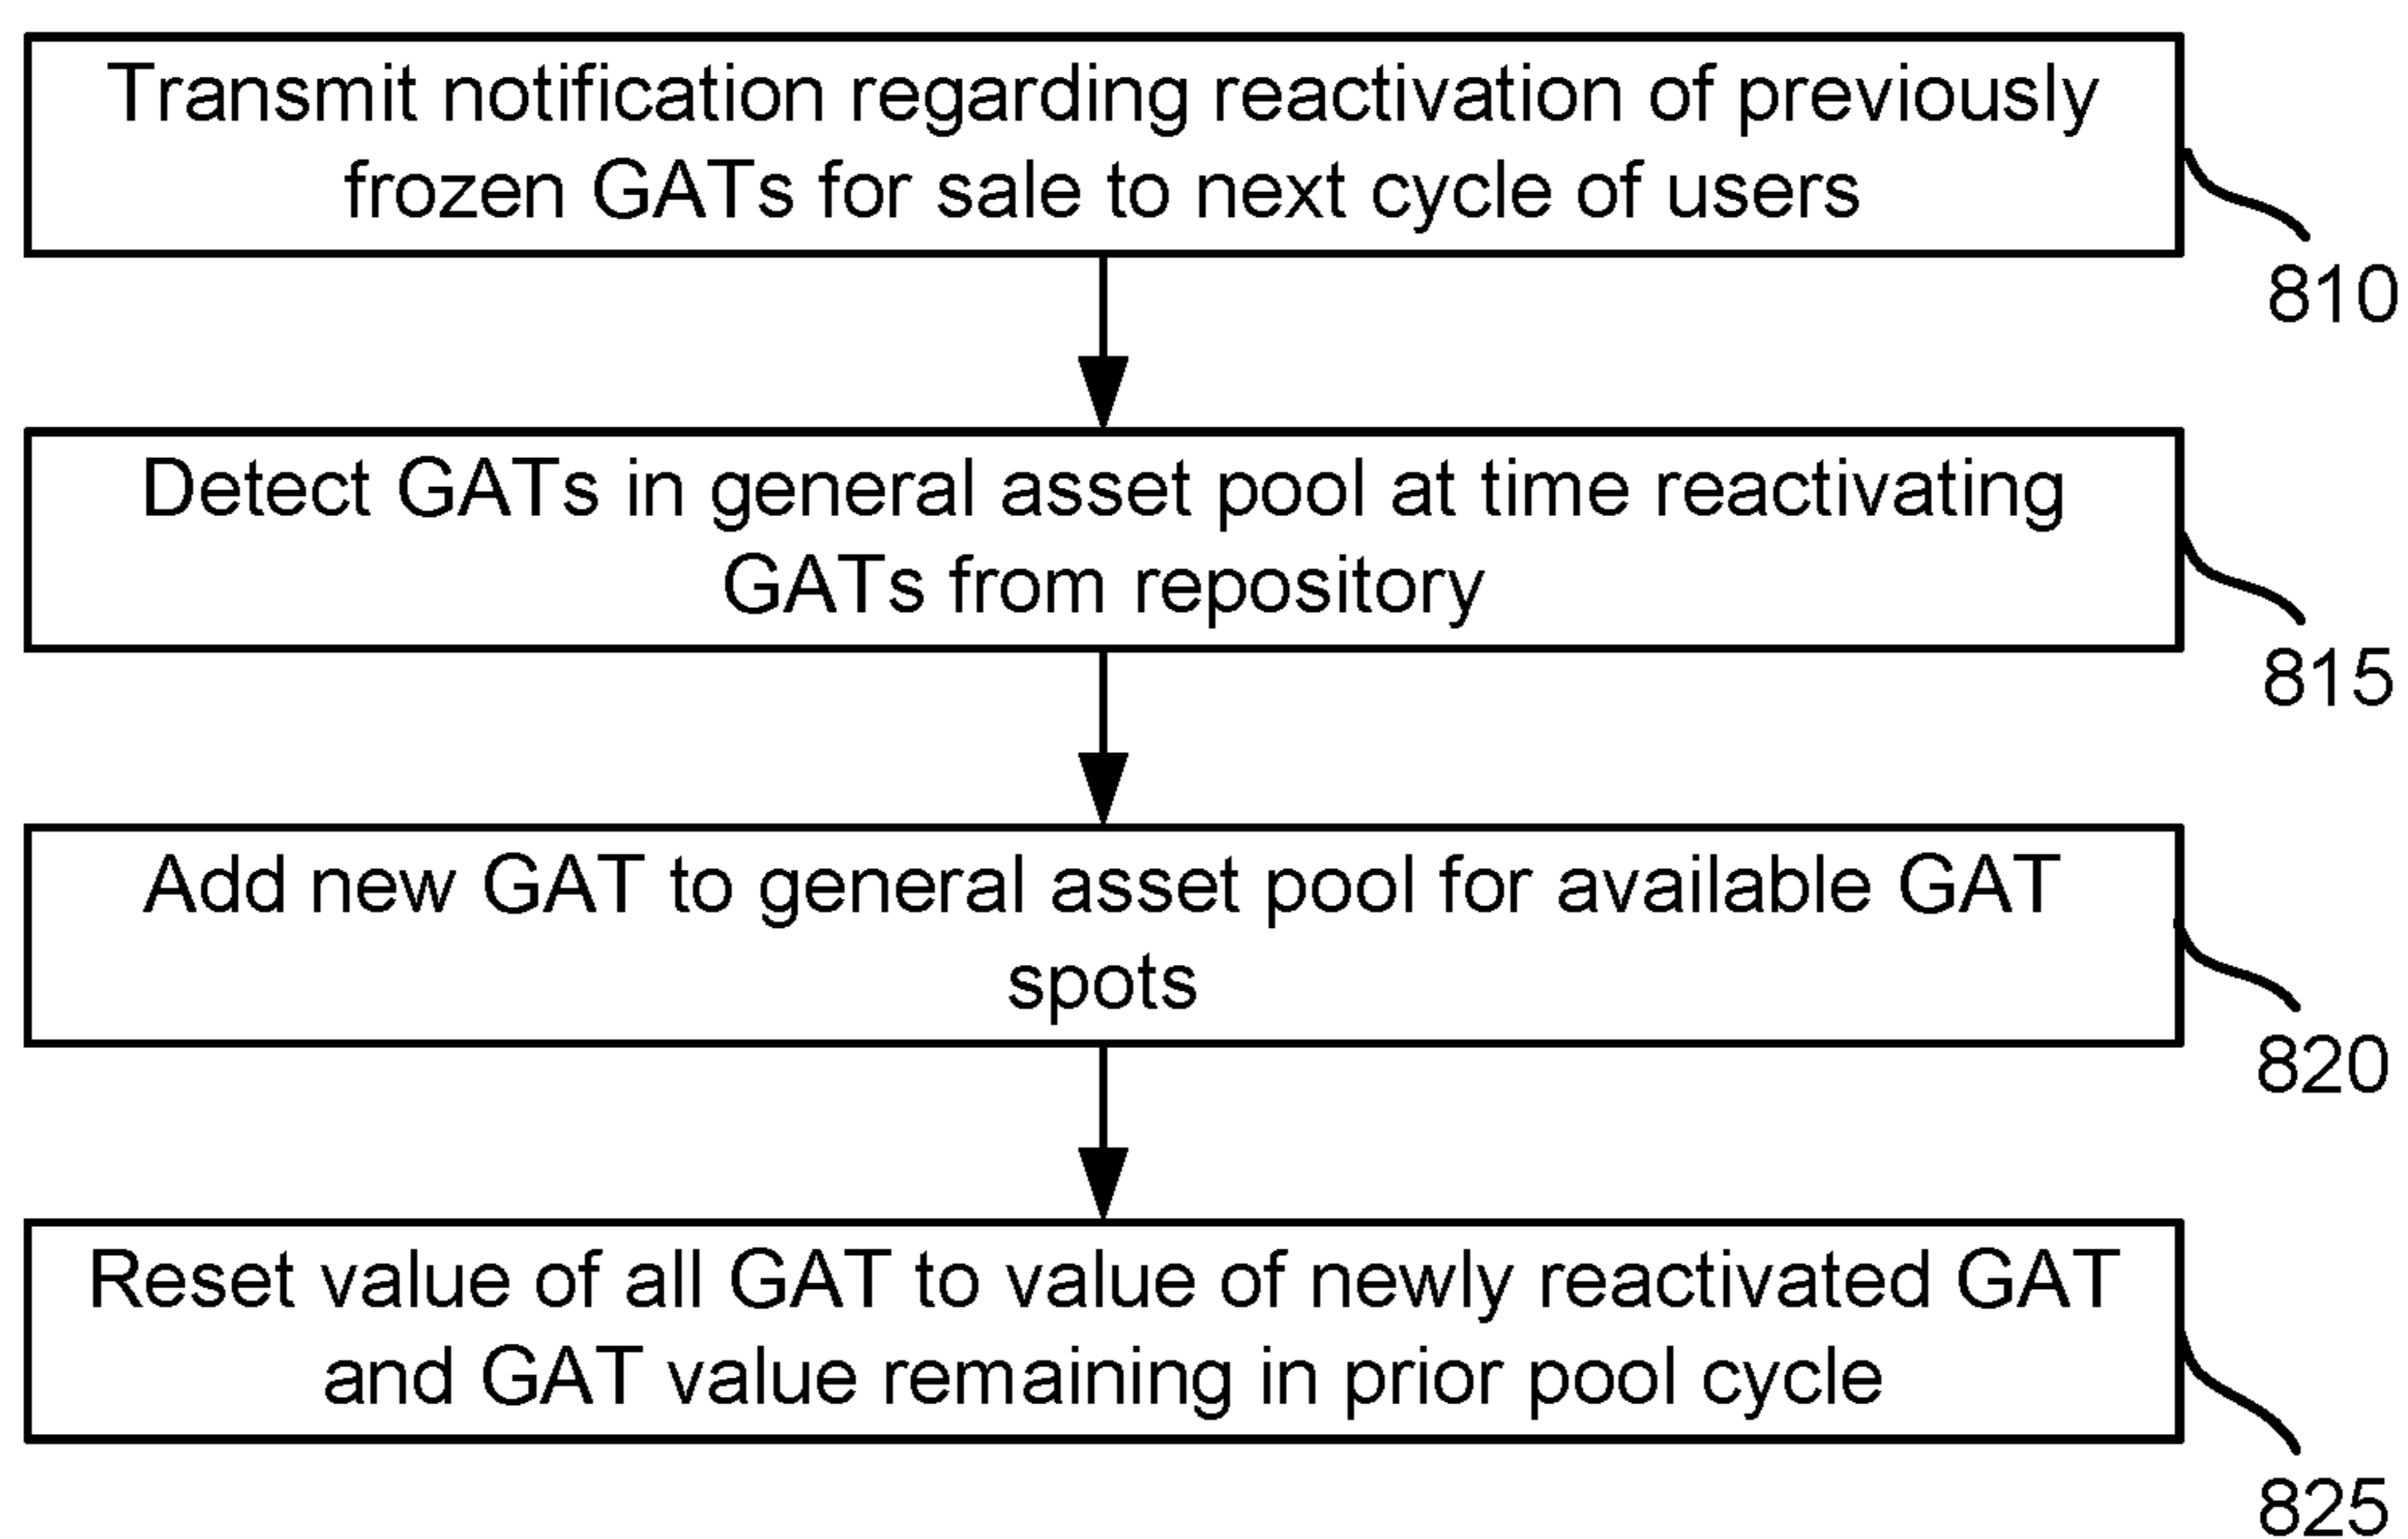 Transmit notification regarding reactivation of previously
frozen GATs for sale to next cycle of users
810
Detect GATs in general asset pool at time reactivating
GATs from repository
815
Add new GAT to general asset pool for available GAT
spots
820
Reset value of all GAT to value of newly reactivated GAT
and GAT value remaining in prior pool cycle
825